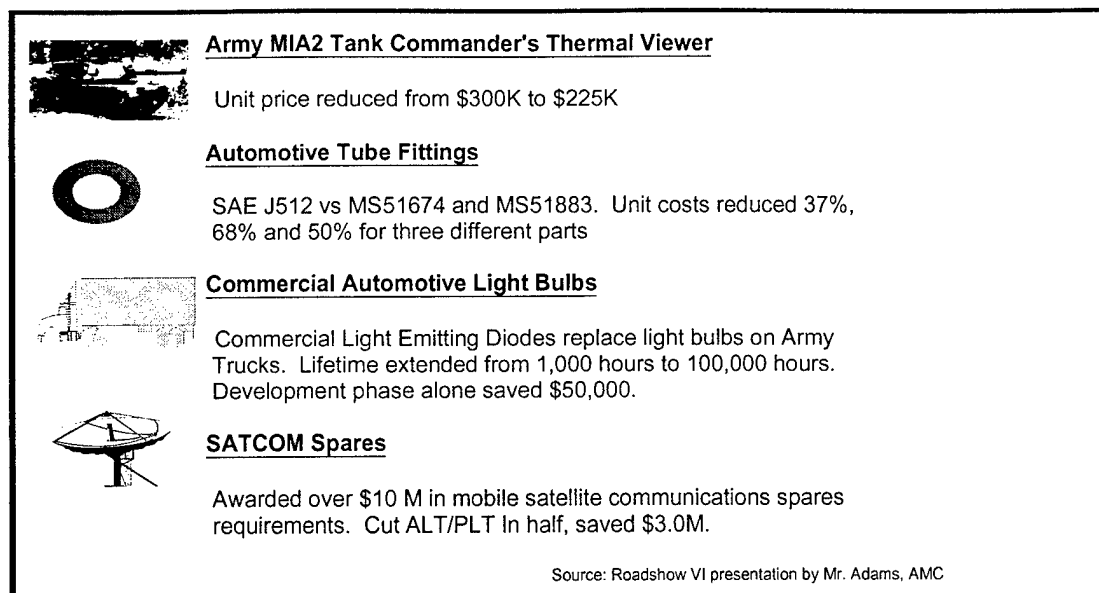 Army MIA2 Tank Commander's Thermal Viewer
Unit price reduced from $300K to $225K
Automotive Tube Fittings
SAE J512 vs MS51674 and MS51883.  Unit costs reduced 37%,
68% and 50% for three different parts
Commercial Automotive Light Bulbs
Commercial Light Emitting Diodes replace light bulbs on Army
Trucks.  Lifetime extended from 1,000 hours to 100,000 hours.
Development phase alone saved $50,000.
SATCOM Spares
Awarded over $10 M in mobile satellite communications spares
requirements.  Cut ALT/PLT In half, saved $3.0M.
Source: Roadshow VI presentation by Mr. Adams, AMC